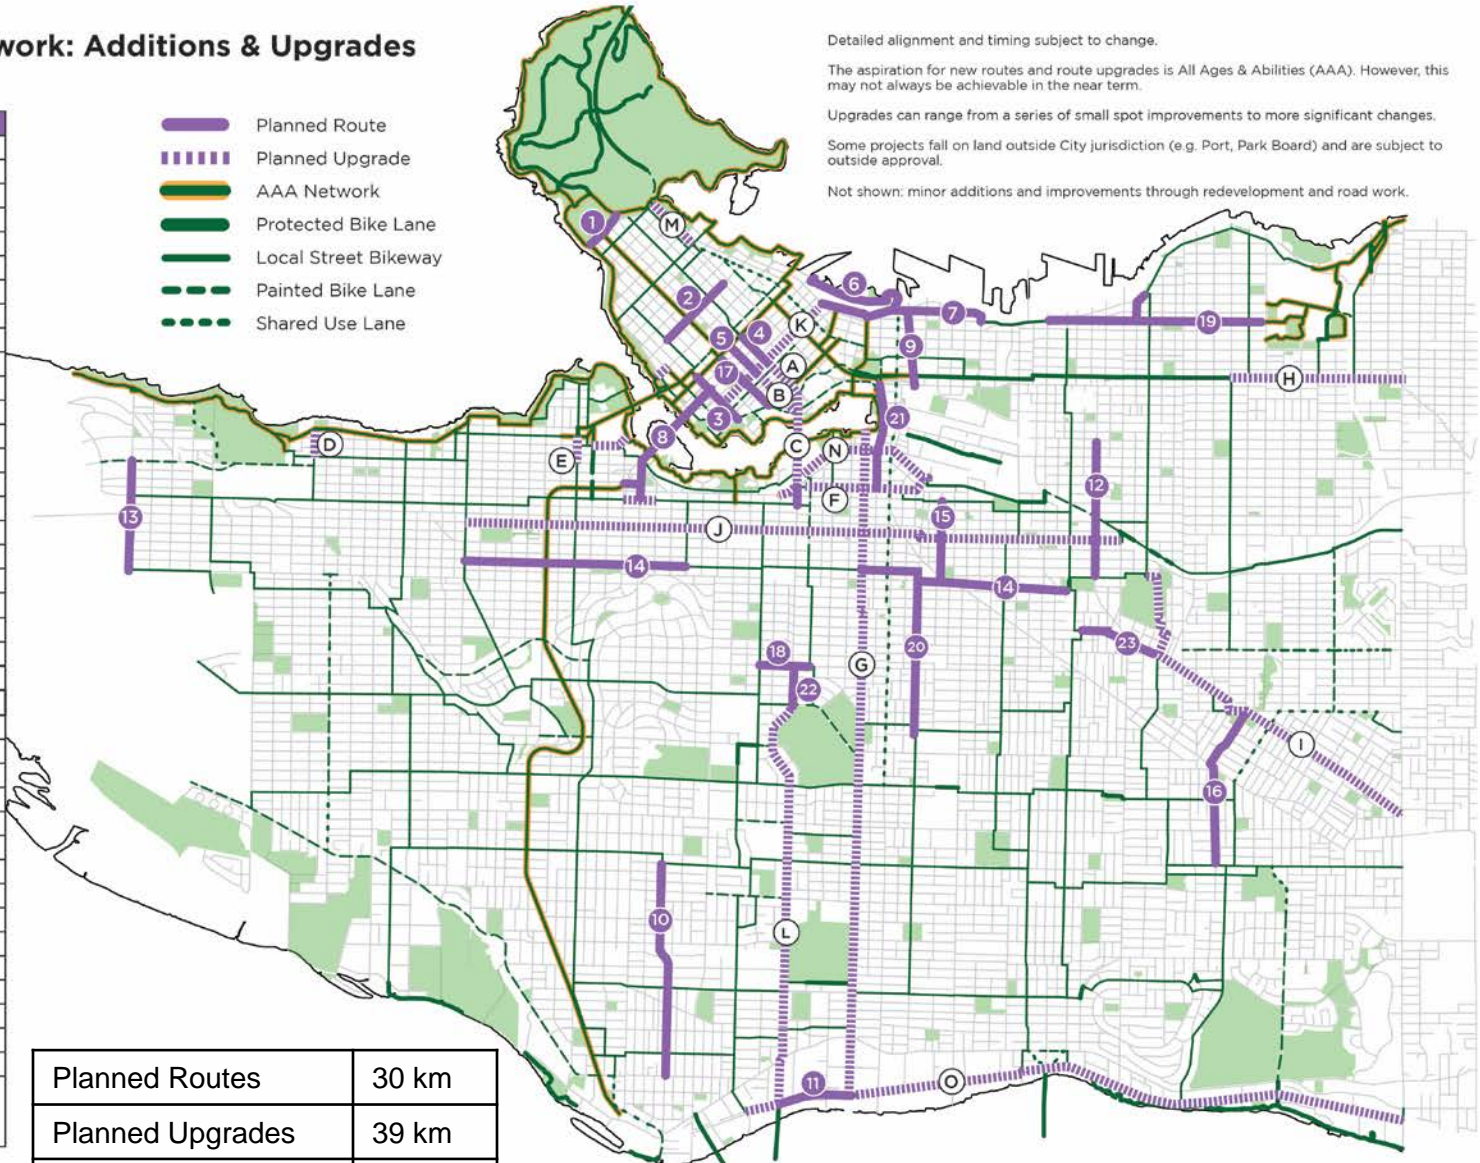 work: Additions & Upgrades
Planned Route
Planned Upgrade
AAA Network
Protected Bike Lane
Local Street Bikeway
Painted Bike Lane
Shared Use Lane
Detailed alignment and timing subject to change.
The aspiration for new routes and route upgrades is All Ages & Abilities (AAA). However, this
may not always be achievable in the near term.
Upgrades can range from a series of small spot improvements to more significant changes.
Some projects fall on land outside City jurisdiction (e.g. Port, Park Board) and are subject to
outside approval.
Not shown: minor additions and improvements through redevelopment and road work.
1
M
2
6
7
K
4
5
9
19
A
17
B
H
3
21
8
D
C
N
E
12
F
13
15
J
14
14
23
20
18
G
22
I
16
10
L
11
O
Planned Routes 30 km
Planned Upgrades 39 km